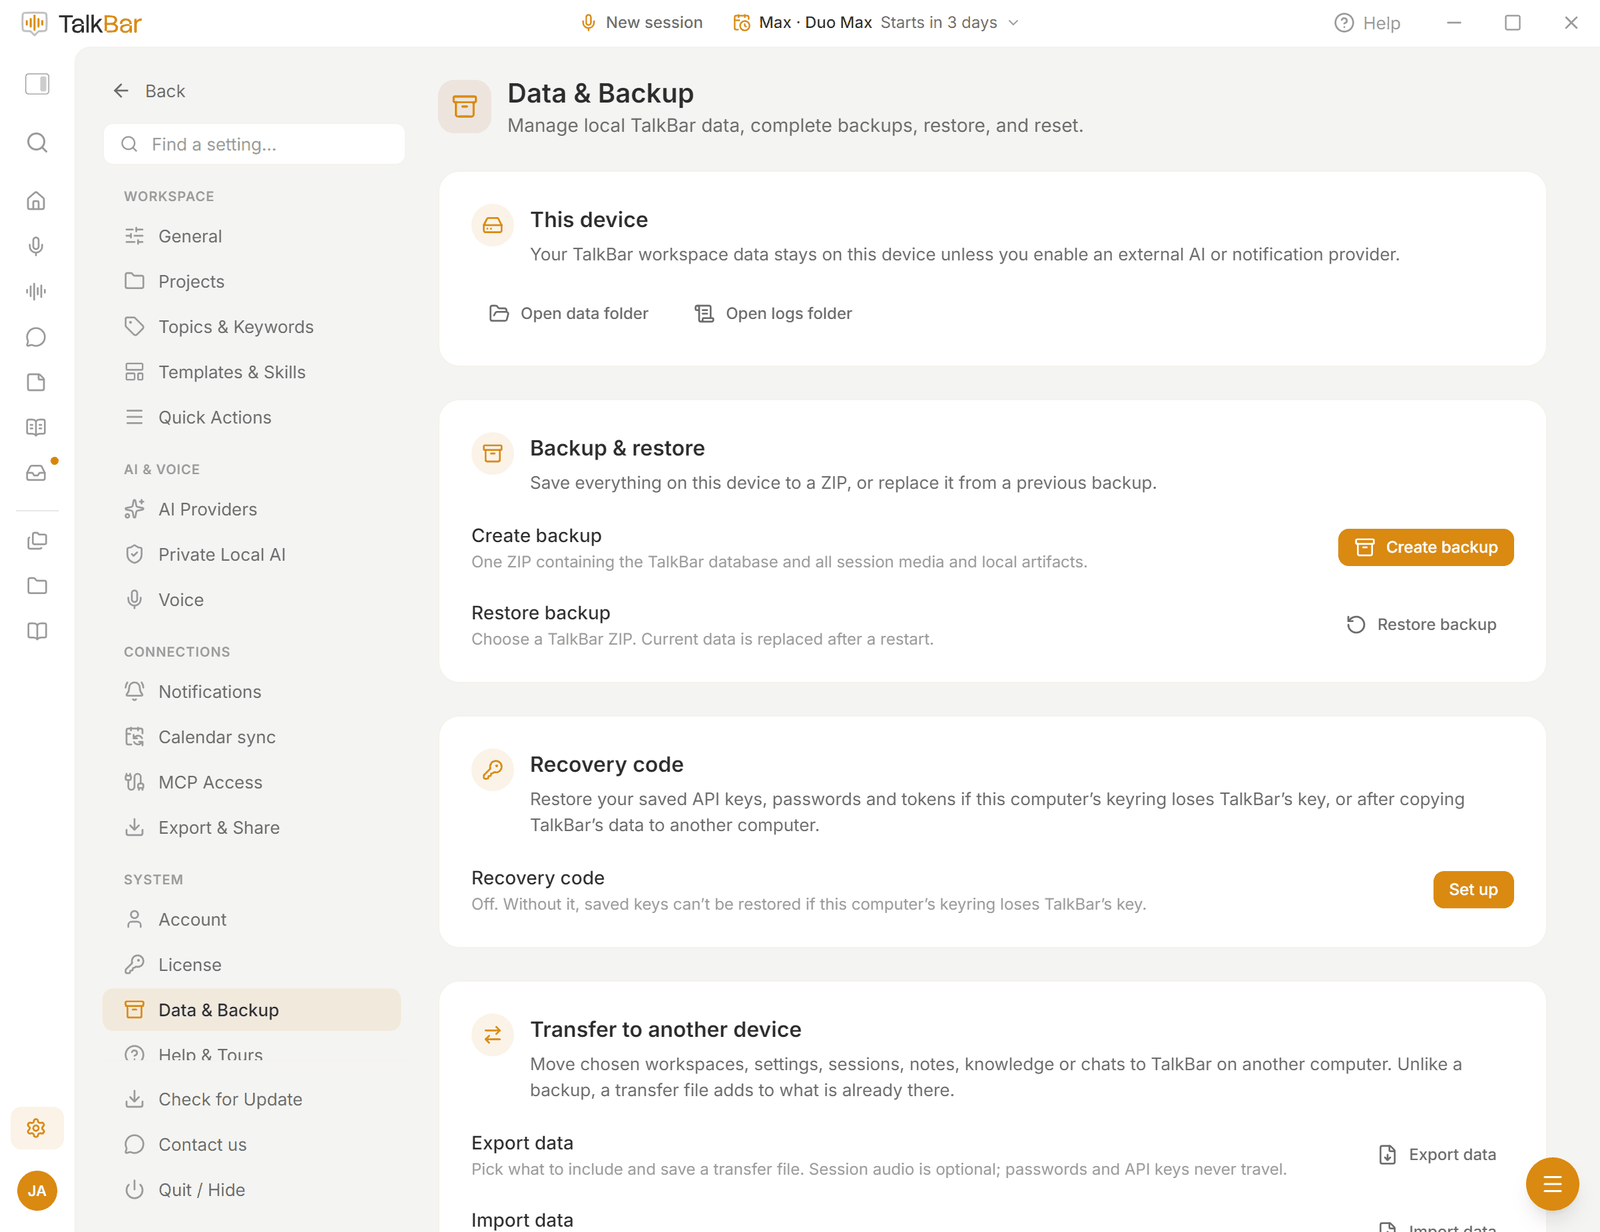 TalkBar
New session
Max · Duo Max Starts in 3 days
Help
Back
Find a setting...
WORKSPACE
General
Projects
Topics & Keywords
Templates & Skills
Quick Actions
AI & VOICE
AI Providers
Private Local AI
Voice
CONNECTIONS
Notifications
Calendar sync
MCP Access
Export & Share
SYSTEM
Account
License
Data & Backup
Help & Tours
Check for Update
Contact us
Quit / Hide
JA
Data & Backup
Manage local TalkBar data, complete backups, restore, and reset.
This device
Your TalkBar workspace data stays on this device unless you enable an external AI or notification provider.
Open data folder
Open logs folder
Backup & restore
Save everything on this device to a ZIP, or replace it from a previous backup.
Create backup
One ZIP containing the TalkBar database and all session media and local artifacts.
Create backup
Restore backup
Choose a TalkBar ZIP. Current data is replaced after a restart.
Restore backup
Recovery code
Restore your saved API keys, passwords and tokens if this computer’s keyring loses TalkBar’s key, or after copying
TalkBar’s data to another computer.
Recovery code
Off. Without it, saved keys can’t be restored if this computer’s keyring loses TalkBar’s key.
Set up
Transfer to another device
Move chosen workspaces, settings, sessions, notes, knowledge or chats to TalkBar on another computer. Unlike a
backup, a transfer file adds to what is already there.
Export data
Pick what to include and save a transfer file. Session audio is optional; passwords and API keys never travel.
Export data
Import data
Import data